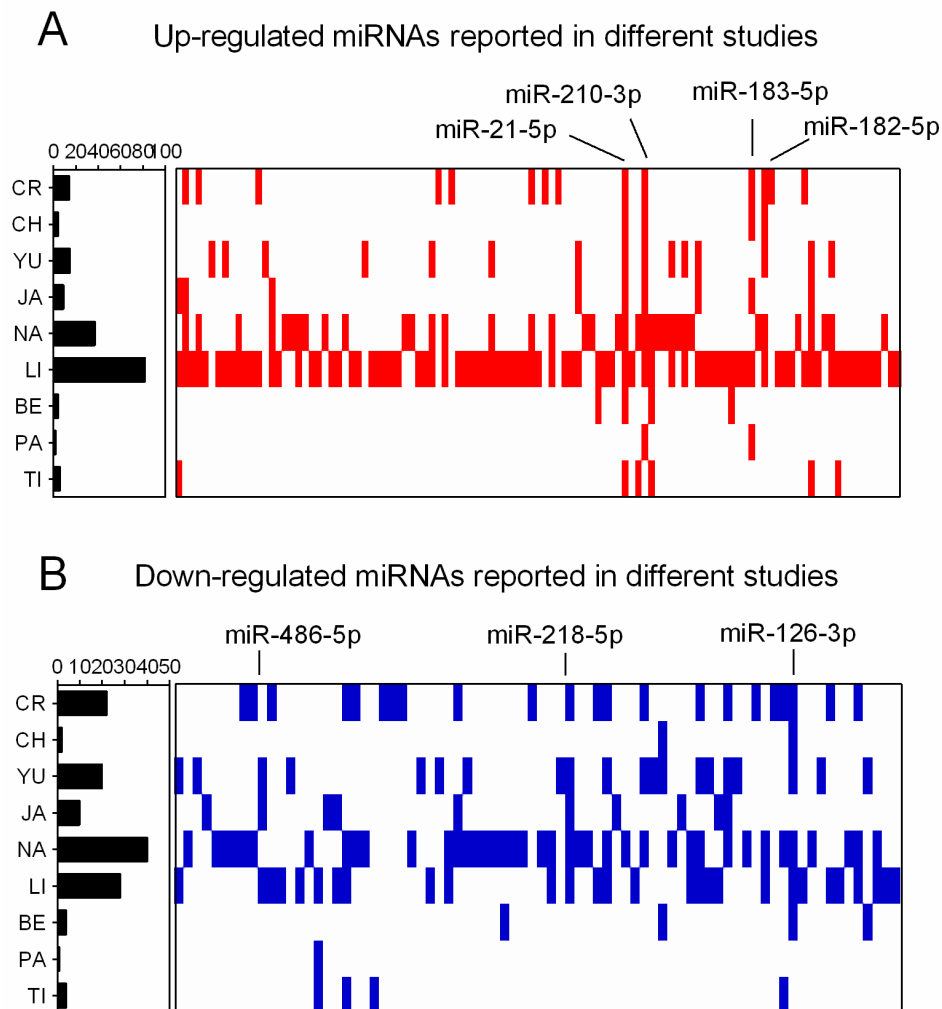 A
Up-regulated miRNAs reported in different studies
miR-210-3p
miR-183-5p
miR-21-5p
miR-182-5p
0 20406080100
CR
CH
YU
JA
NA
LI
BE
PA
TI
B
Down-regulated miRNAs reported in different studies
miR-486-5p
miR-218-5p
miR-126-3p
0 1020304050
CR
CH
YU
JA
NA
LI
BE
PA
TI